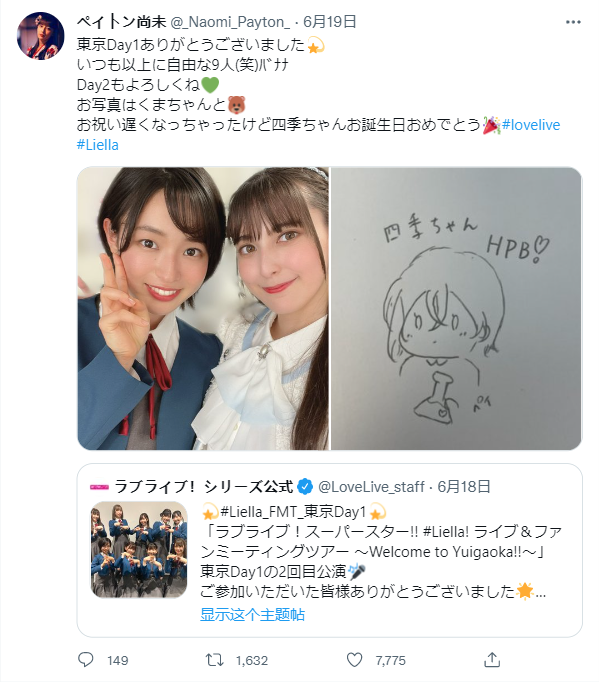 ペイトン尚未 @_Naomi_Payton_ · 6月19日
東京Day1ありがとうございました💫
いつも以上に自由な9人(笑)ﾊﾞﾅﾅ
Day2もよろしくね💚
お写真はくまちゃんと🐻
お祝い遅くなっちゃったけど四季ちゃんお誕生日おめでとう🎉#lovelive
#Liella
四季ちゃん
HPB!
ペイ
ラブライブ！シリーズ公式 @LoveLive_staff · 6月18日
💫#Liella_FMT_東京Day1💫
「ラブライブ！スーパースター!! #Liella! ライブ＆ファ
ンミーティングツアー ～Welcome to Yuigaoka!!～」
東京Day1の2回目公演🎤
ご参加いただいた皆様ありがとうございました🌟...
显示这个主题帖
149
1,632
7,775